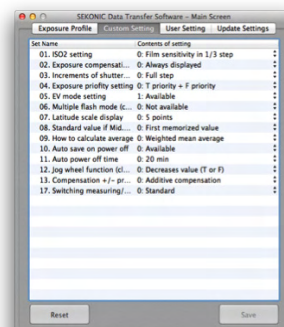 SEKONIC Data Transfer Software – Main Screen
Exposure Profile Custom Setting User Setting Update Settings
Set Name Contents of setting
01. ISO2 setting 0: Film sensitivity in 1/3 step
02. Exposure compensati... 0: Always displayed
03. Increments of shutter... 0: Full step
04. Exposure priofity setting 0: T priority + F priority
05. EV mode setting 1: Available
06. Multiple flash mode (c... 0: Not available
07. Latitude scale display 0: 5 points
08. Standard value if Mid... 0: First memorized value
09. How to calculate average 0: Weighted mean average
10. Auto save on power off 0: Available
11. Auto power off time 0: 20 min
12. Jog wheel function (cl... 0: Decreases value (T or F)
13. Compensation +/- pr... 0: Additive compensation
17. Switching measuring/... 0: Standard
Reset Save